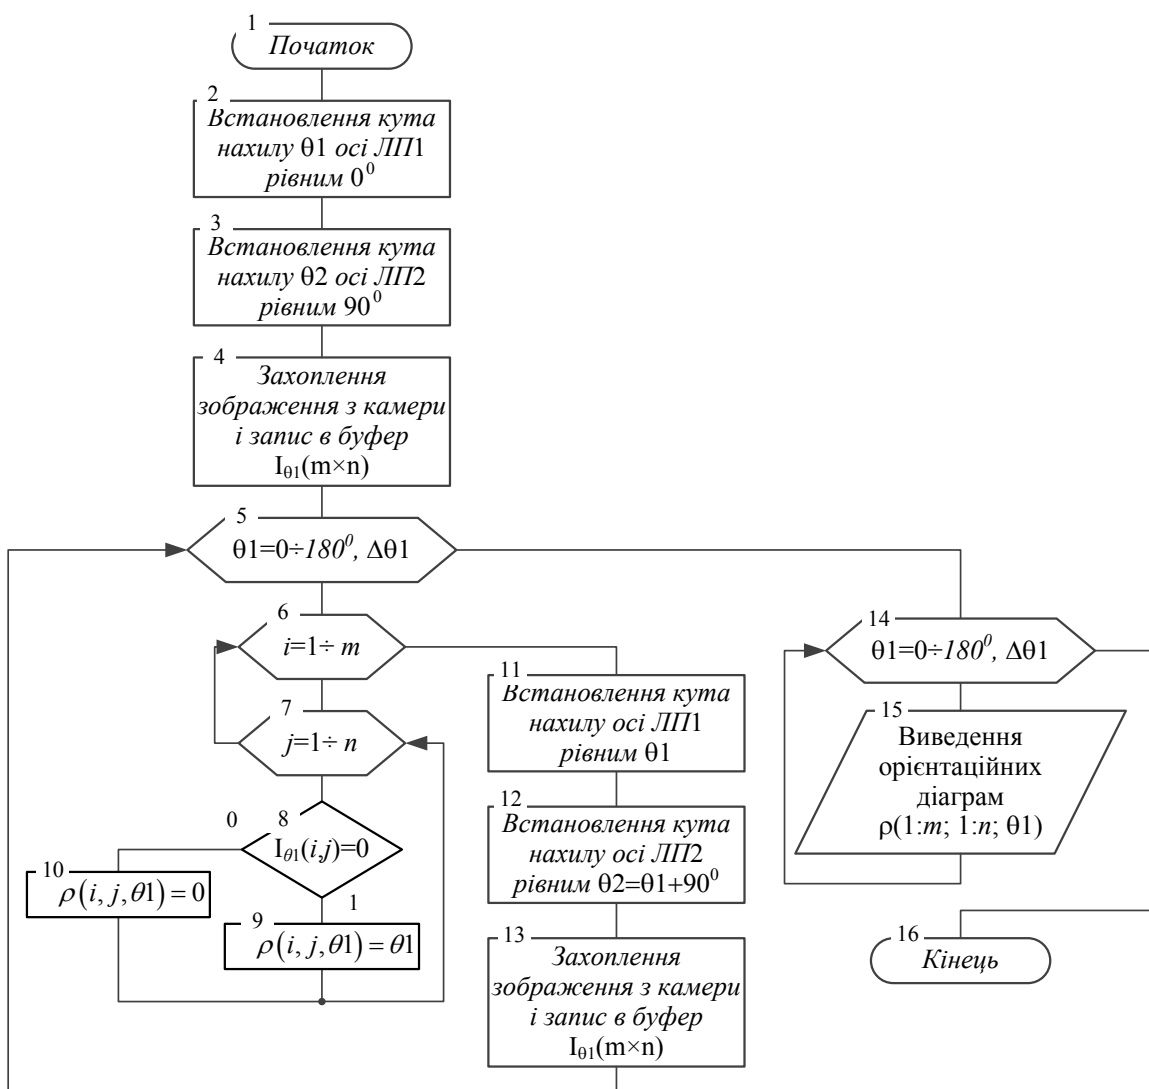 1
Початок
2
Встановлення кута
нахилу θ1 осі ЛП1
рівним 0⁰
3
Встановлення кута
нахилу θ2 осі ЛП2
рівним 90⁰
4
Захоплення
зображення з камери
і запис в буфер
I_θ1(m×n)
5
θ1=0÷180⁰, Δθ1
6
i=1÷ m
7
j=1÷ n
8
0
I_θ1(i,j)=0
1
10
ρ(i, j, θ1) = 0
9
ρ(i, j, θ1) = θ1
11
Встановлення кута
нахилу осі ЛП1
рівним θ1
12
Встановлення кута
нахилу осі ЛП2
рівним θ2=θ1+90⁰
13
Захоплення
зображення з камери
і запис в буфер
I_θ1(m×n)
14
θ1=0÷180⁰, Δθ1
15
Виведення
орієнтаційних
діаграм
ρ(1:m; 1:n; θ1)
16
Кінець